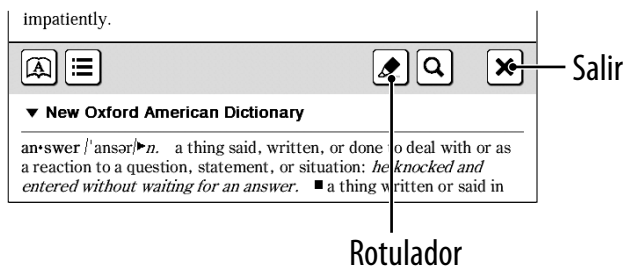 impatiently.
Salir
▼ New Oxford American Dictionary
an•swer /ˈansər/▶n. a thing said, written, or done to deal with or as
a reaction to a question, statement, or situation: he knocked and
entered without waiting for an answer. ■ a thing written or said in
Rotulador